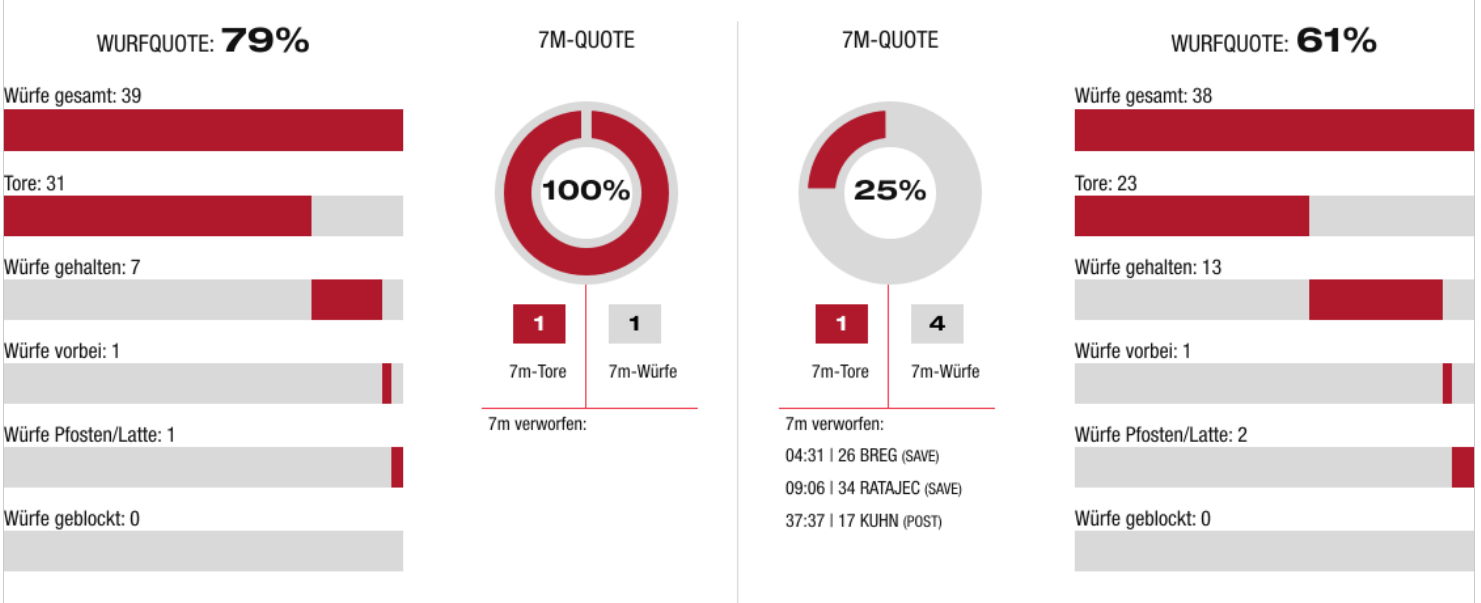 WURFQUOTE: 79%
Würfe gesamt: 39
Tore: 31
Würfe gehalten: 7
Würfe vorbei: 1
Würfe Pfosten/Latte: 1
Würfe geblockt: 0
7M-QUOTE
100%
1 1
7m-Tore 7m-Würfe
7m verworfen:
7M-QUOTE
25%
1 4
7m-Tore 7m-Würfe
7m verworfen:
04:31 | 26 BREG (SAVE)
09:06 | 34 RATAJEC (SAVE)
37:37 | 17 KUHN (POST)
WURFQUOTE: 61%
Würfe gesamt: 38
Tore: 23
Würfe gehalten: 13
Würfe vorbei: 1
Würfe Pfosten/Latte: 2
Würfe geblockt: 0